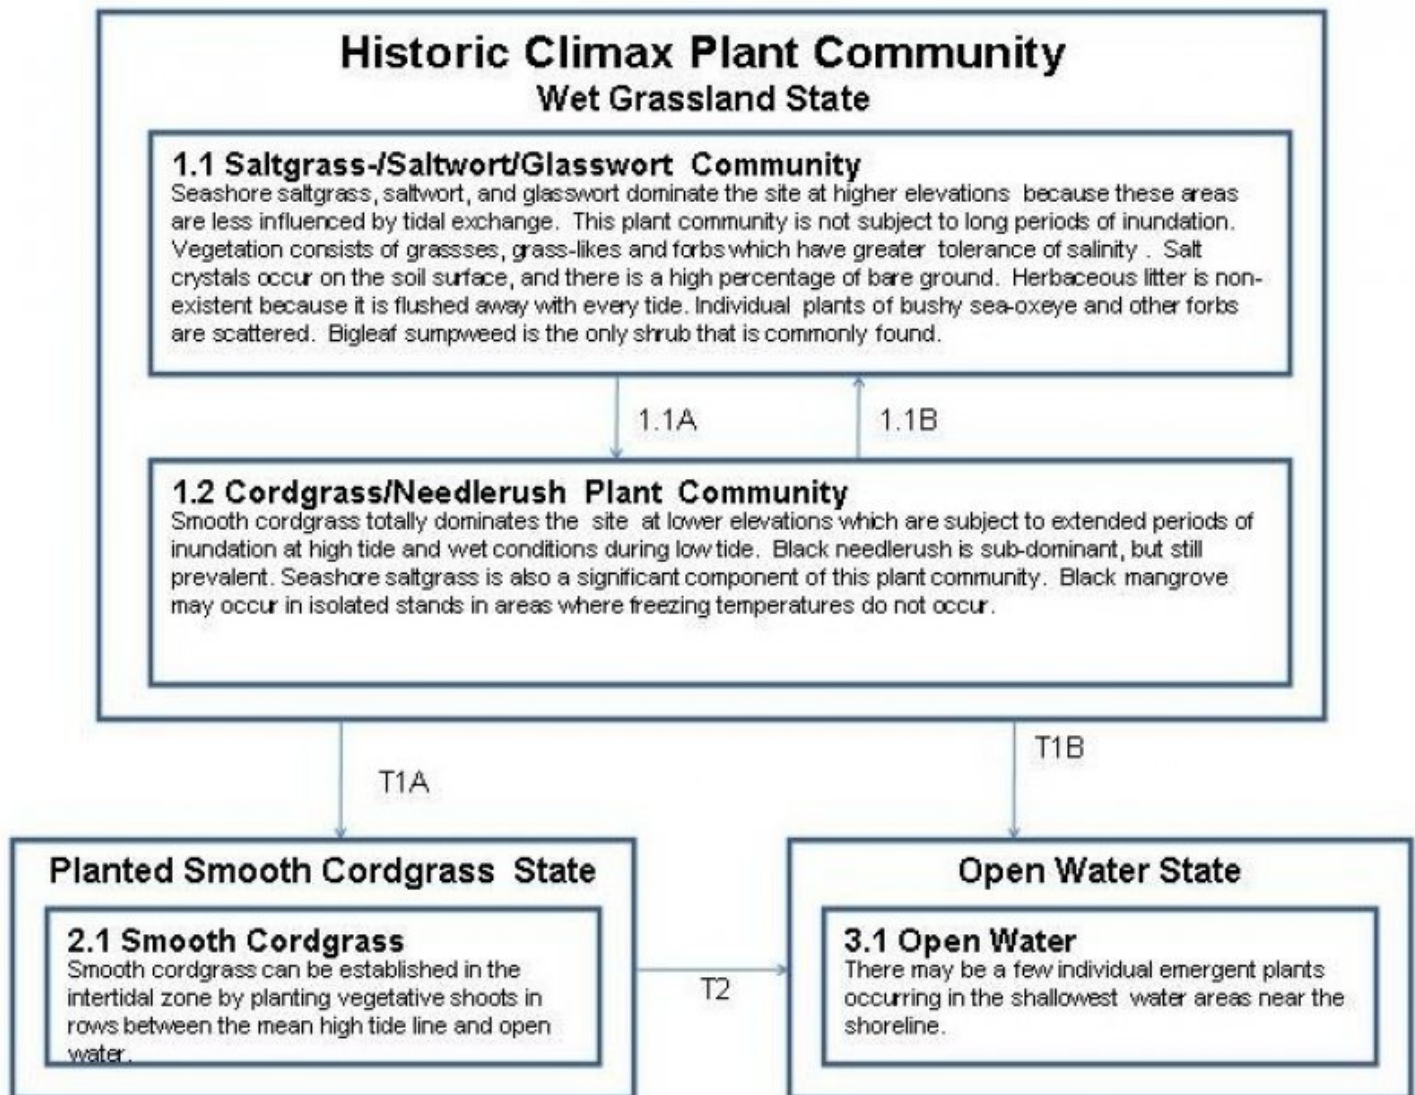 Historic Climax Plant Community
Wet Grassland State
1.1 Saltgrass-/Saltwort/Glasswort Community
Seashore saltgrass, saltwort, and glasswort dominate the site at higher elevations because these areas
are less influenced by tidal exchange. This plant community is not subject to long periods of inundation.
Vegetation consists of grassses, grass-likes and forbs which have greater tolerance of salinity . Salt
crystals occur on the soil surface, and there is a high percentage of bare ground. Herbaceous litter is non-
existent because it is flushed away with every tide. Individual plants of bushy sea-oxeye and other forbs
are scattered. Bigleaf sumpweed is the only shrub that is commonly found.
1.1A
1.1B
1.2 Cordgrass/Needlerush Plant Community
Smooth cordgrass totally dominates the site at lower elevations which are subject to extended periods of
inundation at high tide and wet conditions during low tide. Black needlerush is sub-dominant, but still
prevalent. Seashore saltgrass is also a significant component of this plant community. Black mangrove
may occur in isolated stands in areas where freezing temperatures do not occur.
T1A
T1B
Planted Smooth Cordgrass State
2.1 Smooth Cordgrass
Smooth cordgrass can be established in the
intertidal zone by planting vegetative shoots in
rows between the mean high tide line and open
water.
T2
Open Water State
3.1 Open Water
There may be a few individual emergent plants
occurring in the shallowest water areas near the
shoreline.